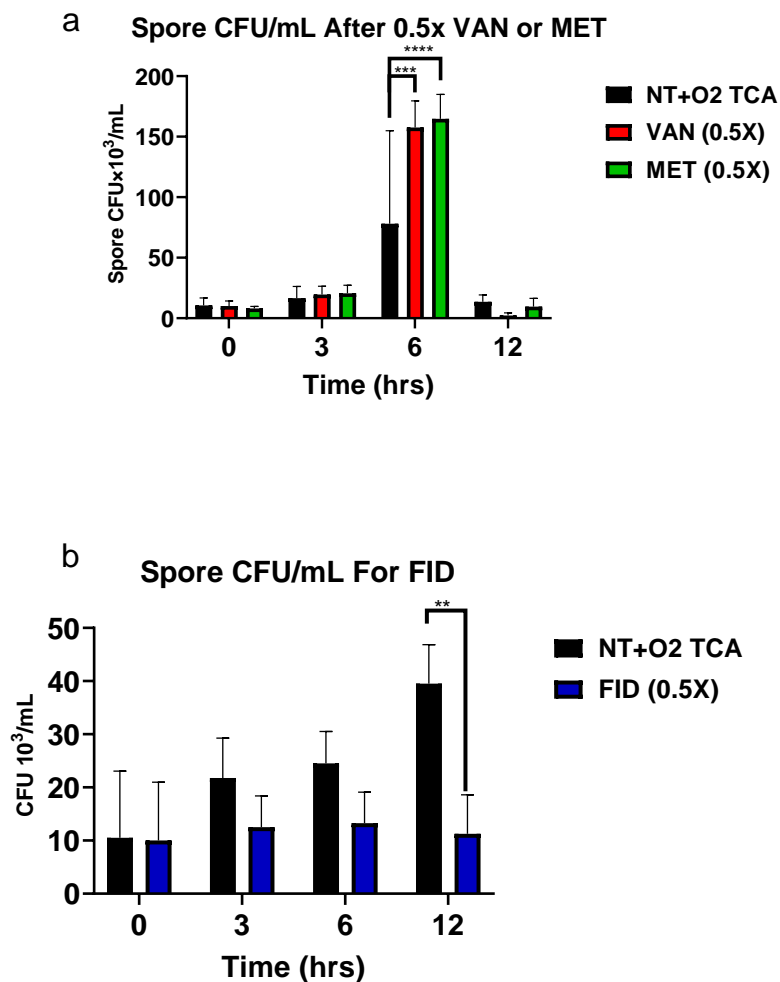 a
Spore CFU/mL After 0.5x VAN or MET
****
***
200
150
100
50
0
Spore CFU×10³/mL
0 3 6 12
Time (hrs)
NT+O2 TCA
VAN (0.5X)
MET (0.5X)
b
Spore CFU/mL For FID
**
50
40
30
20
10
0
CFU 10³/mL
0 3 6 12
Time (hrs)
NT+O2 TCA
FID (0.5X)